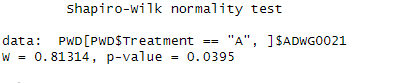 Shapiro-Wilk normality test
data:  PWD[PWD$Treatment == "A", ]$ADWG0021
W = 0.81314, p-value = 0.0395